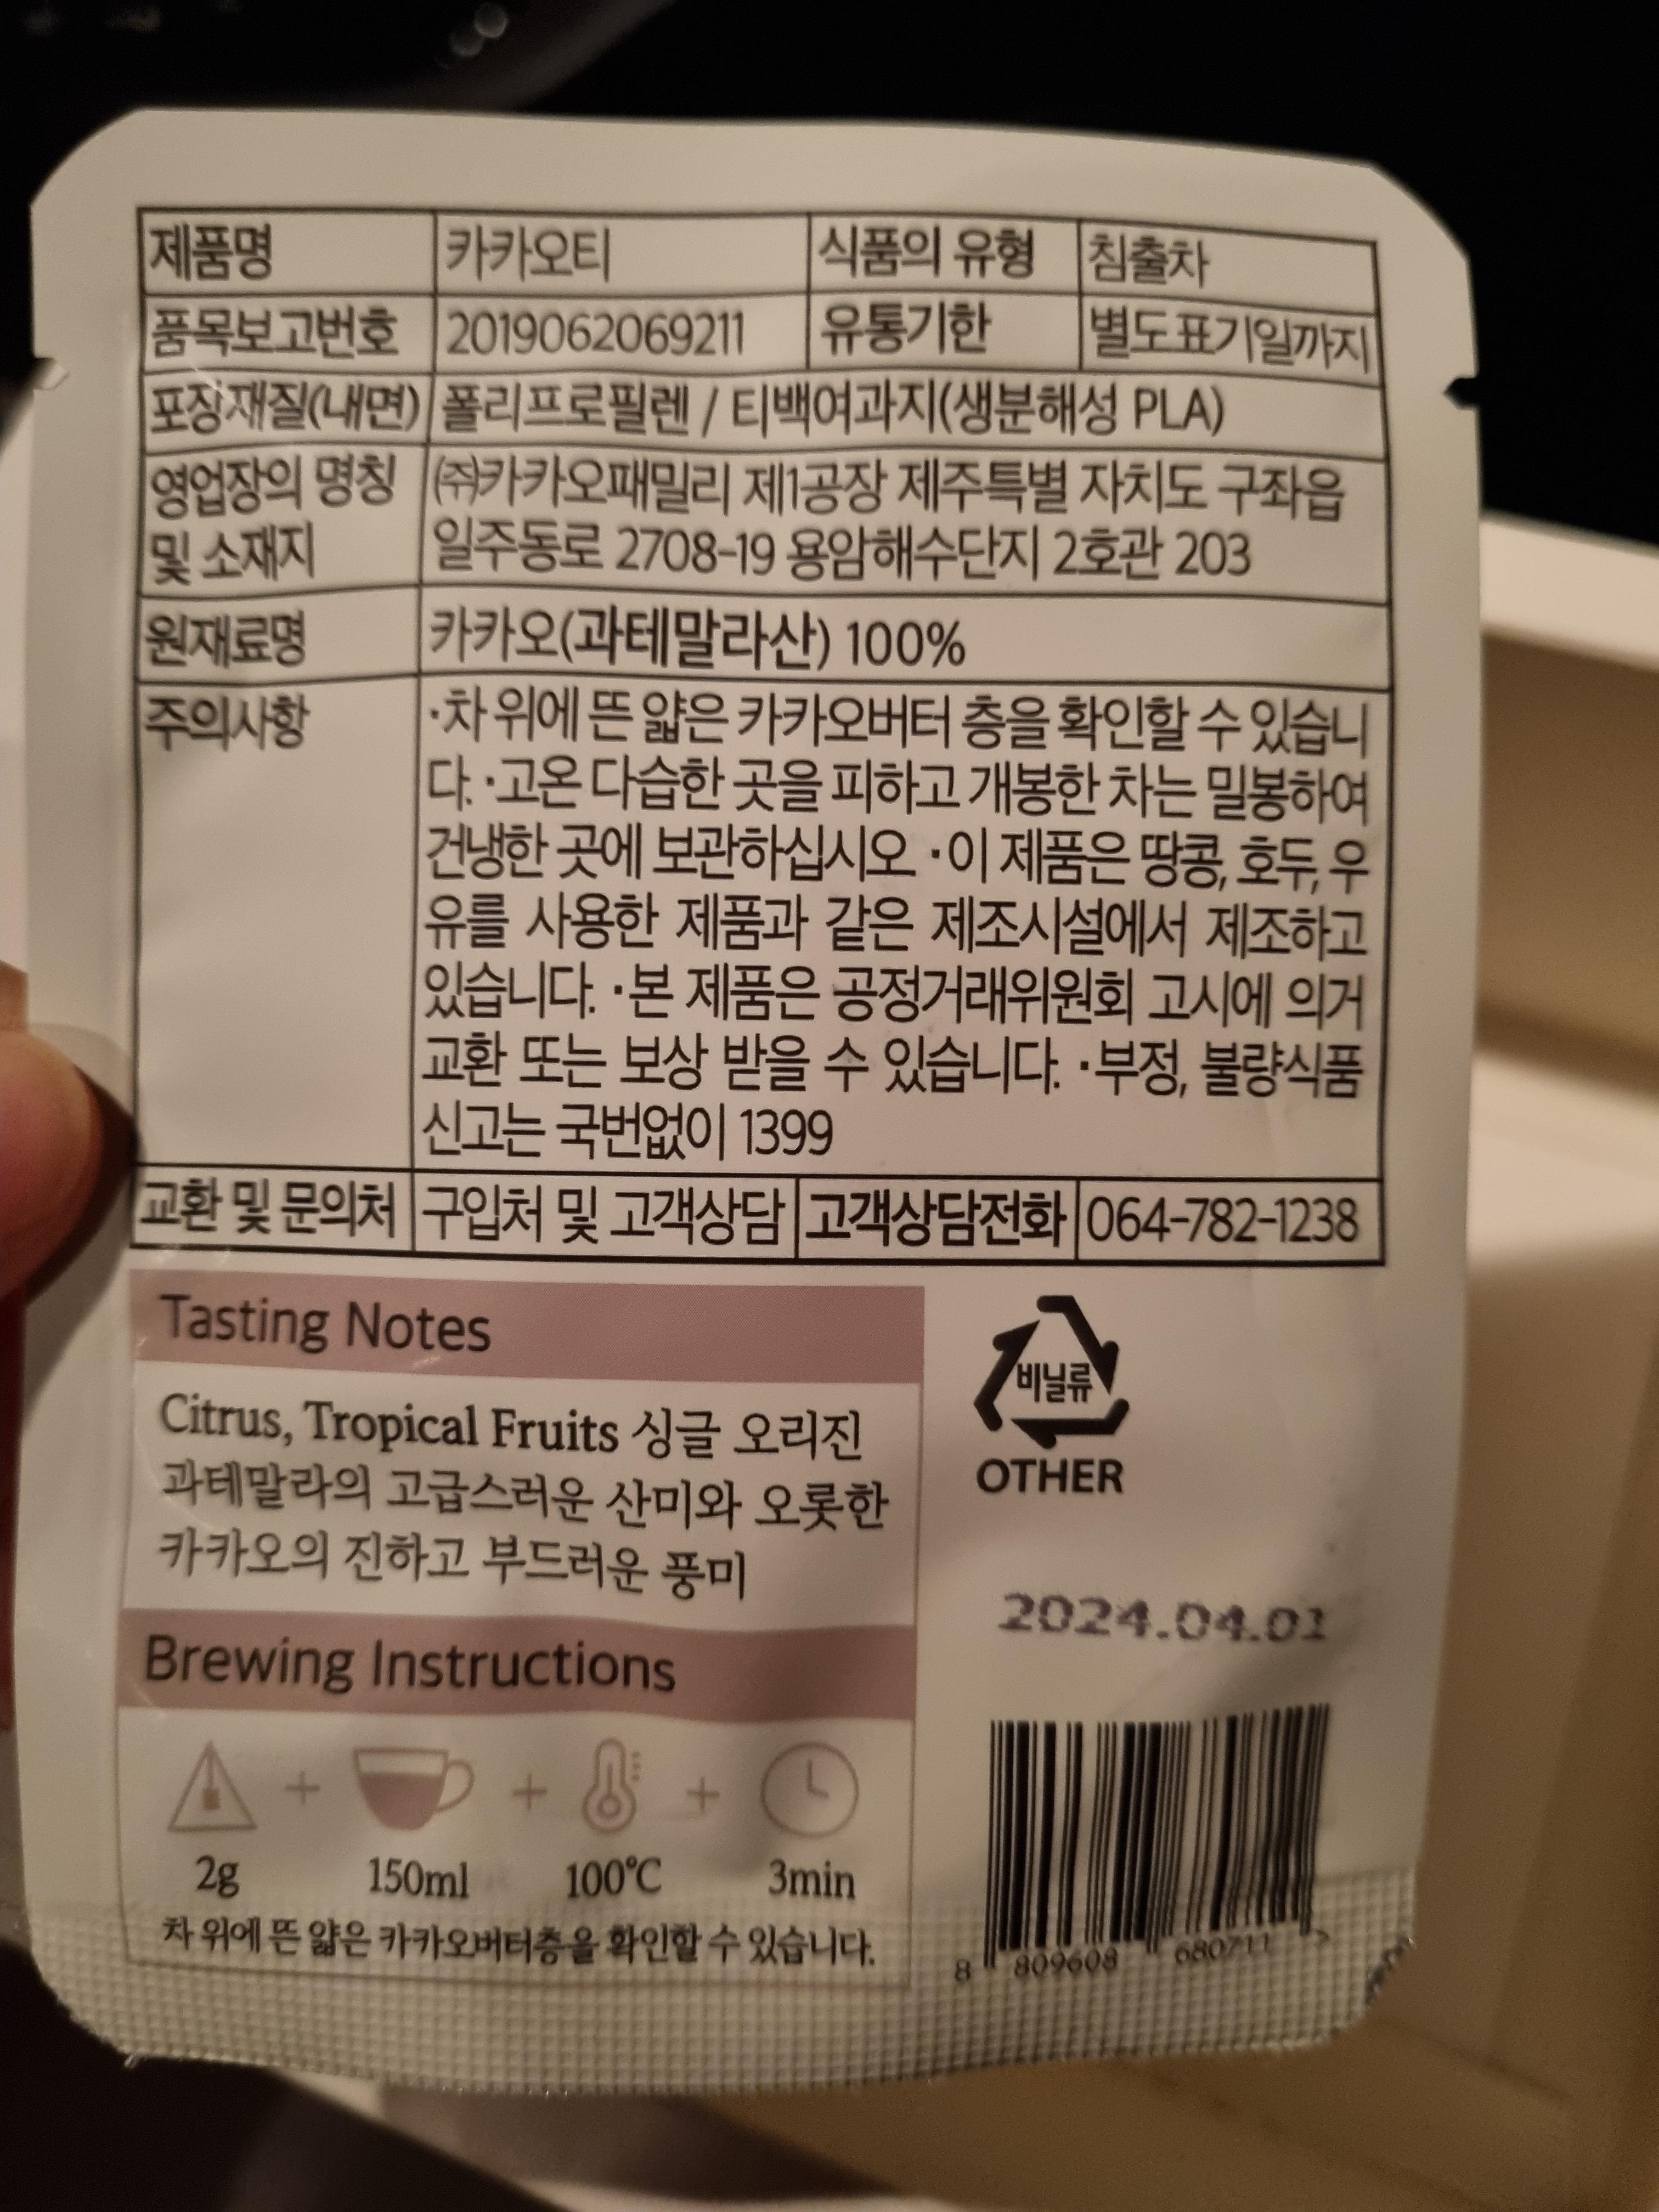 제품명 카카오티 식품의 유형 침출차
품목보고번호 2019062069211 유통기한 별도표기일까지
포장재질(내면) 폴리프로필렌 / 티백여과지(생분해성 PLA)
영업장의 명칭 ㈜카카오패밀리 제1공장 제주특별 자치도 구좌읍
및 소재지 일주동로 2708-19 용암해수단지 2호관 203
원재료명 카카오(과테말라산) 100%
주의사항 ·차 위에 뜬 얇은 카카오버터 층을 확인할 수 있습니
다. ·고온 다습한 곳을 피하고 개봉한 차는 밀봉하여
건냉한 곳에 보관하십시오 ·이 제품은 땅콩, 호두, 우
유를 사용한 제품과 같은 제조시설에서 제조하고
있습니다. ·본 제품은 공정거래위원회 고시에 의거
교환 또는 보상 받을 수 있습니다. ·부정, 불량식품
신고는 국번없이 1399
교환 및 문의처 구입처 및 고객상담 고객상담전화 064-782-1238
Tasting Notes
Citrus, Tropical Fruits 싱글 오리진
과테말라의 고급스러운 산미와 오롯한
카카오의 진하고 부드러운 풍미
비닐류
OTHER
2024.04.01
Brewing Instructions
+ + +
2g 150ml 100℃ 3min
차 위에 뜬 얇은 카카오버터층을 확인할 수 있습니다.
8 809608 680711 >